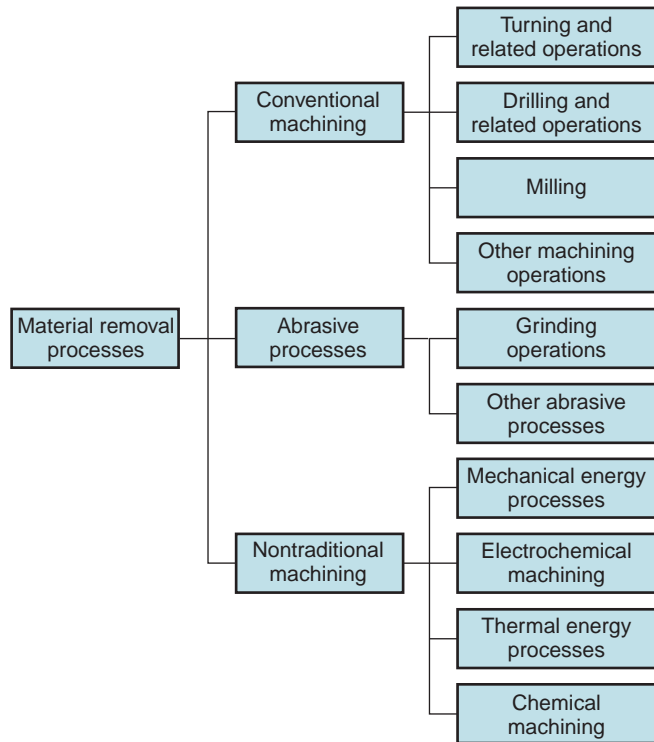 Turning and
related operations
Conventional
machining
Drilling and
related operations
Milling
Other machining
operations
Material removal
processes
Abrasive
processes
Grinding
operations
Other abrasive
processes
Mechanical energy
processes
Nontraditional
machining
Electrochemical
machining
Thermal energy
processes
Chemical
machining